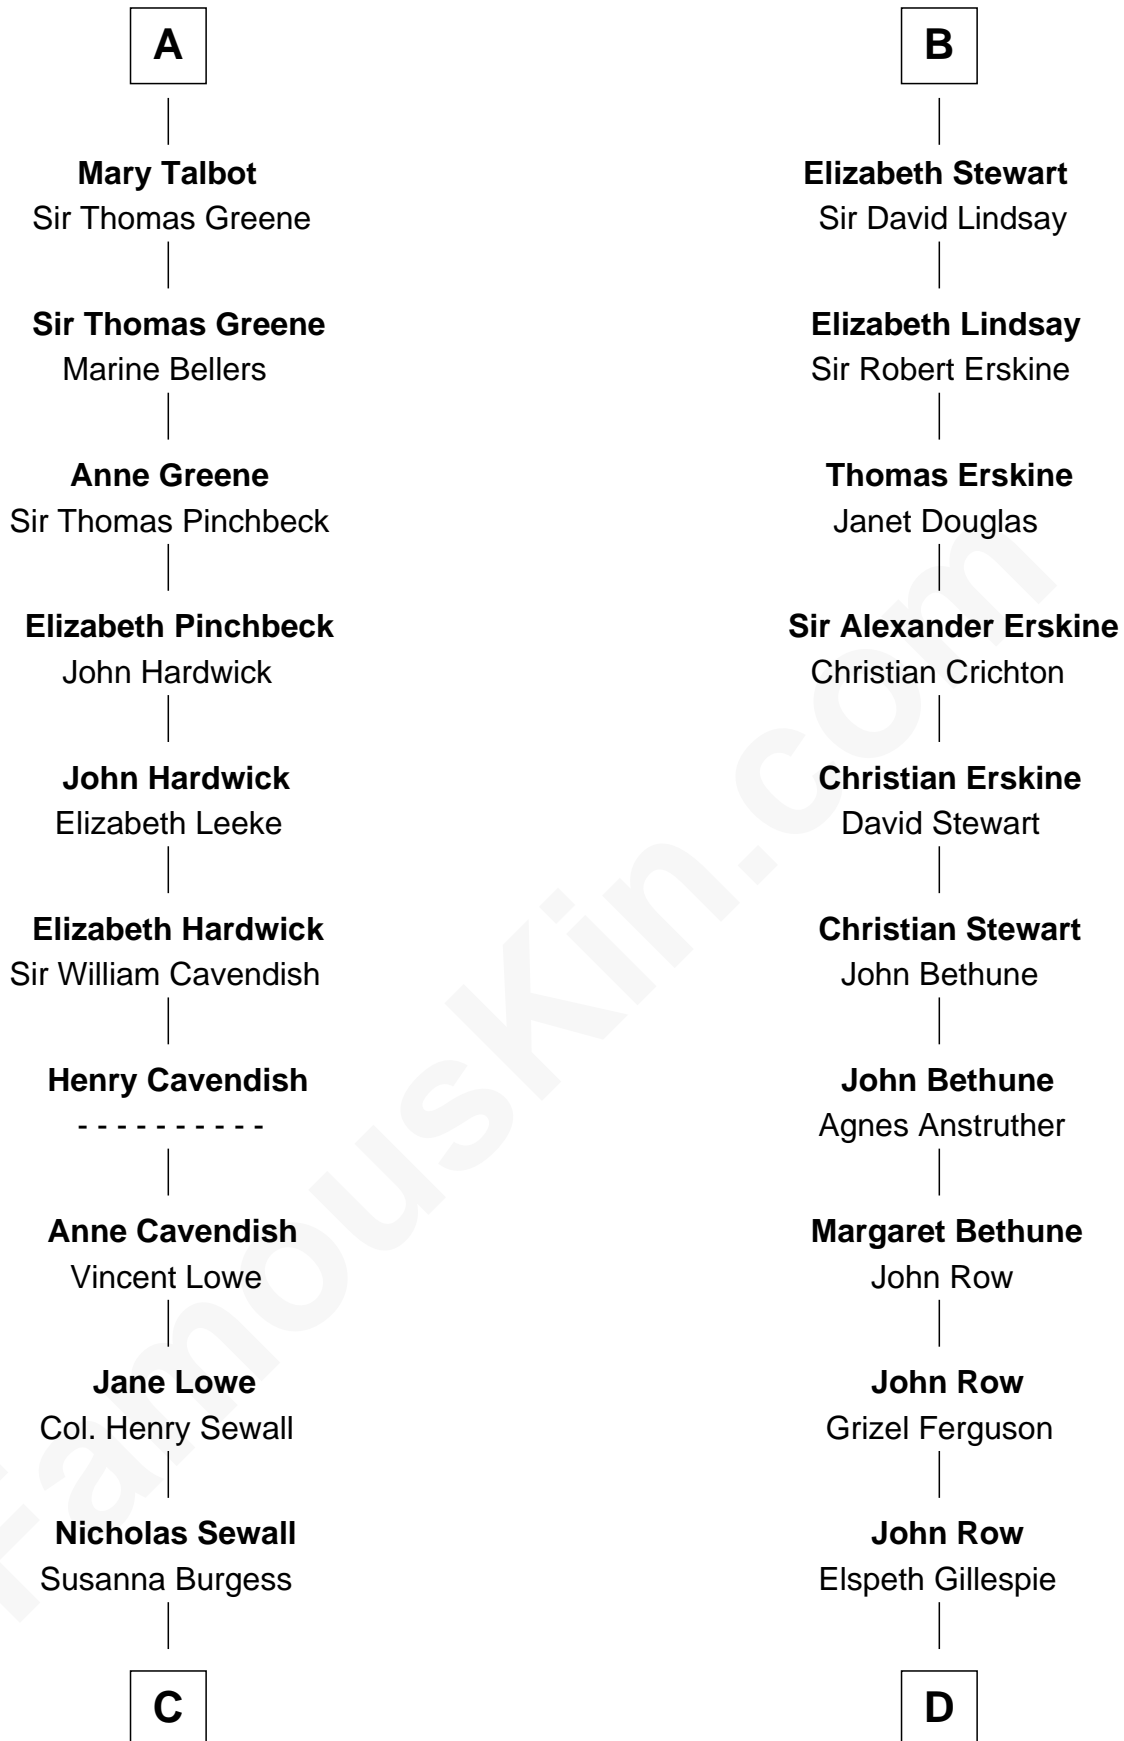 A
Mary Talbot
Sir Thomas Greene
Sir Thomas Greene
Marine Bellers
Anne Greene
Sir Thomas Pinchbeck
Elizabeth Pinchbeck
John Hardwick
John Hardwick
Elizabeth Leeke
Elizabeth Hardwick
Sir William Cavendish
Henry Cavendish
- - - - - - - - - -
Anne Cavendish
Vincent Lowe
Jane Lowe
Col. Henry Sewall
Nicholas Sewall
Susanna Burgess
C
B
Elizabeth Stewart
Sir David Lindsay
Elizabeth Lindsay
Sir Robert Erskine
Thomas Erskine
Janet Douglas
Sir Alexander Erskine
Christian Crichton
Christian Erskine
David Stewart
Christian Stewart
John Bethune
John Bethune
Agnes Anstruther
Margaret Bethune
John Row
John Row
Grizel Ferguson
John Row
Elspeth Gillespie
D
FamousKin.com